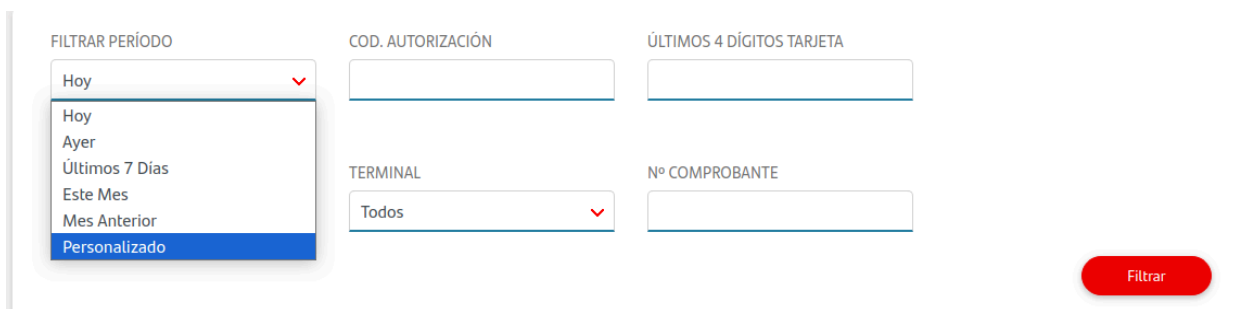 FILTRAR PERÍODO
COD. AUTORIZACIÓN
ÚLTIMOS 4 DÍGITOS TARJETA
Hoy
Hoy
Ayer
Últimos 7 Días
Este Mes
Mes Anterior
Personalizado
TERMINAL
Nº COMPROBANTE
Todos
Filtrar